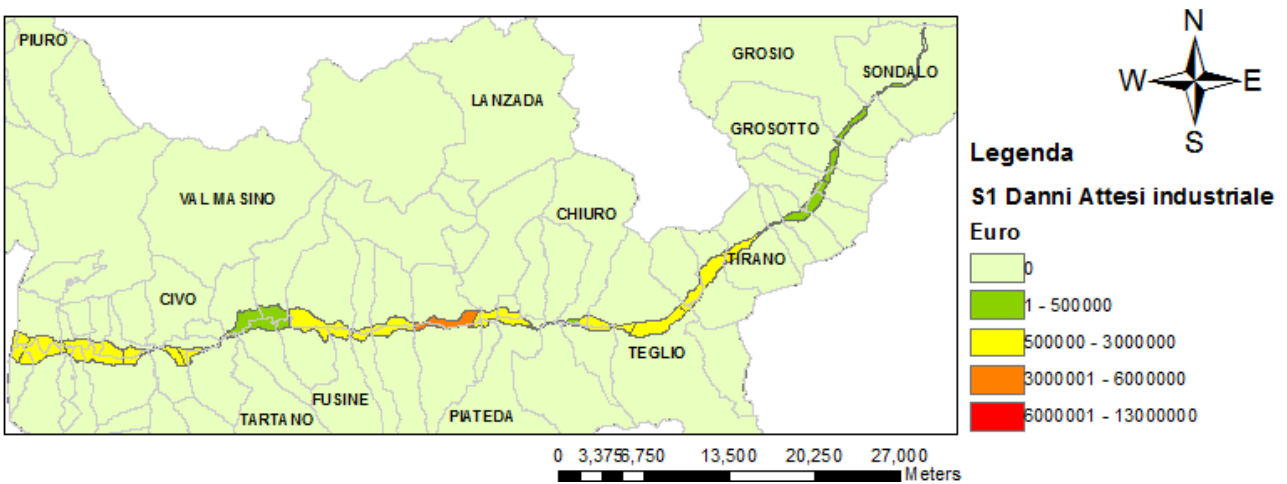 PIURO
GROSIO
SONDALO
LANZADA
GROSOTTO
VAL MASINO
CHIURO
TIRANO
CIVO
TEGLIO
FUSINE
TARTANO
PIATEDA
N
W
E
S
Legenda
S1 Danni Attesi industriale
Euro
0
1 - 500000
500000 - 3000000
3000001 - 6000000
6000001 - 13000000
0 3,375 6,750 13,500 20,250 27,000
Meters